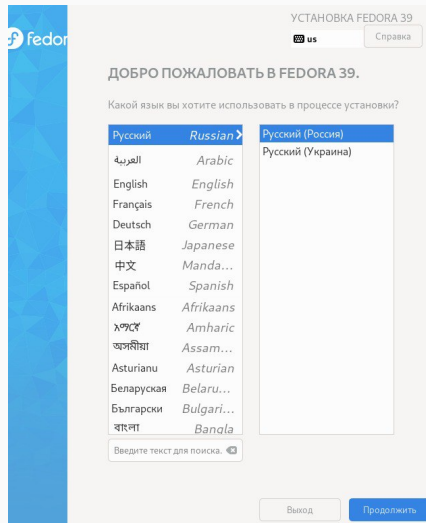 fedor
УСТАНОВКА FEDORA 39
us
Справка
ДОБРО ПОЖАЛОВАТЬ В FEDORA 39.
Какой язык вы хотите использовать в процессе установки?
Русский Russian
العربية Arabic
English English
Français French
Deutsch German
日本語 Japanese
中文 Manda...
Español Spanish
Afrikaans Afrikaans
አማርኛ Amharic
অসমীয়া Assam...
Asturianu Asturian
Беларуская Belaru...
Български Bulgari...
বাংলা Bangla
Русский (Россия)
Русский (Украина)
Введите текст для поиска.
Выход
Продолжить